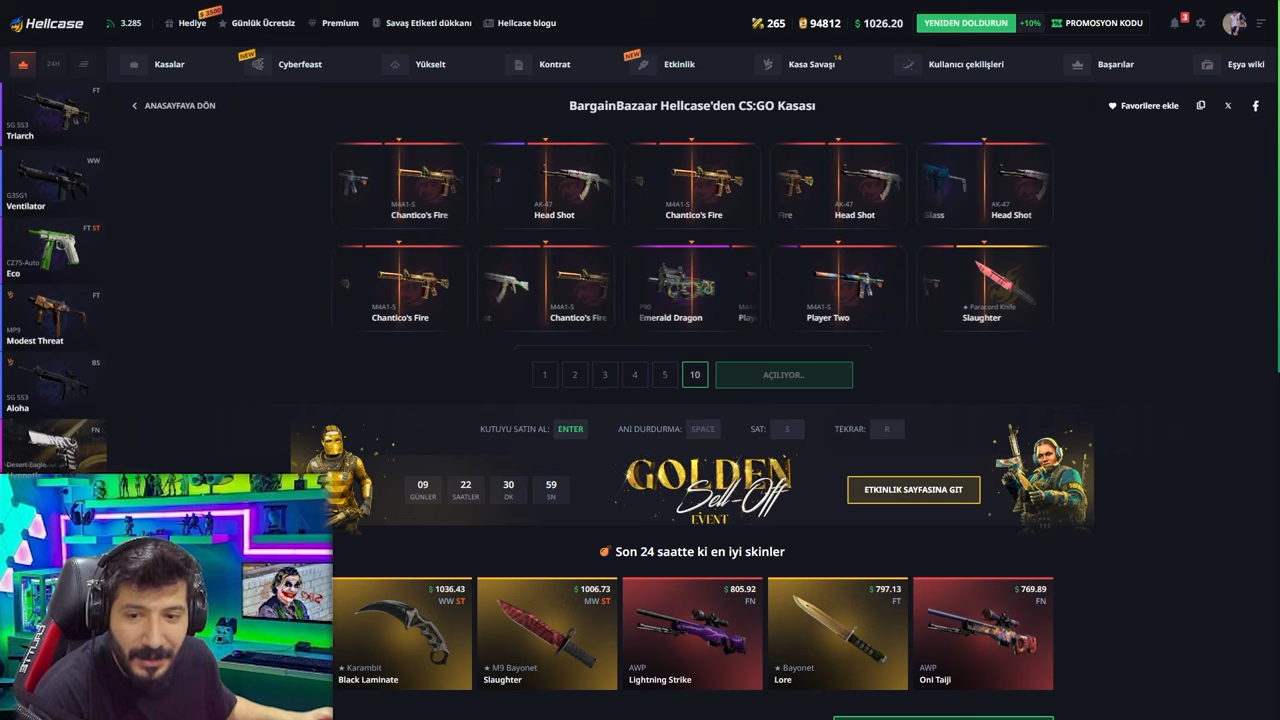 Hellcase
3.285
Hediye
$ 3500
Günlük Ücretsiz
Premium
Savaş Etiketi dükkanı
Hellcase blogu
265
94812
$ 1026.20
YENİDEN DOLDURUN
+10%
PROMOSYON KODU
3
24H
Kasalar
NEW
Cyberfeast
Yükselt
Kontrat
NEW
Etkinlik
Kasa Savaşı
14
Kullanıcı çekilişleri
Başarılar
Eşya wiki
FT
SG 553
Triarch
WW
G3SG1
Ventilator
FT ST
CZ75-Auto
Eco
FT
MP9
Modest Threat
BS
SG 553
Aloha
FN
Desert Eagle
ANASAYFAYA DÖN
BargainBazaar Hellcase'den CS:GO Kasası
Favorilere ekle
M4A1-S
Chantico's Fire
AK-47
Head Shot
M4A1-S
Chantico's Fire
Fire
AK-47
Head Shot
Glass
AK-47
Head Shot
M4A1-S
Chantico's Fire
ot
M4A1-S
Chantico's Fire
P90
Emerald Dragon
M4A
Play
M4A1-S
Player Two
★ Paracord Knife
Slaughter
1
2
3
4
5
10
AÇILIYOR..
KUTUYU SATIN AL:
ENTER
ANI DURDURMA:
SPACE
SAT:
S
TEKRAR:
R
09
GÜNLER
22
SAATLER
30
DK
59
SN
GOLDEN
Sell-Off
EVENT
ETKINLIK SAYFASINA GIT
Son 24 saatte ki en iyi skinler
$ 1036.43
WW ST
★ Karambit
Black Laminate
$ 1006.73
MW ST
★ M9 Bayonet
Slaughter
$ 805.92
FN
AWP
Lightning Strike
$ 797.13
FT
★ Bayonet
Lore
$ 769.89
FN
AWP
Oni Taiji